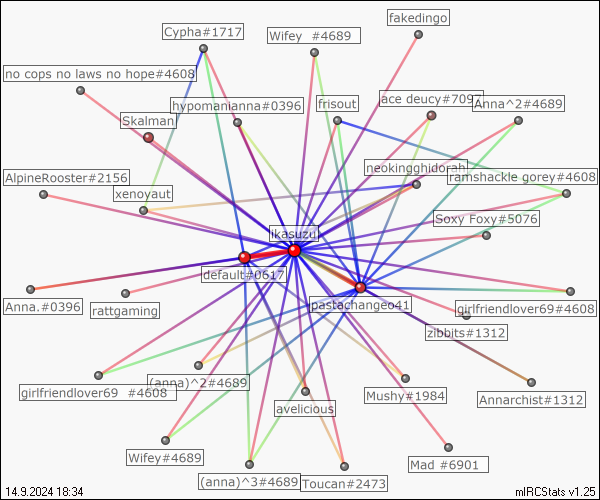 fakedingo
Cypha#1717
Wifey  #4689
no cops no laws no hope#4608
ace deucy#709
hypomanianna#0396
frisout
Anna^2#4689
Skalman
neokingghidorah
AlpineRooster#2156
ramshackle gorey#4608
xenoyaut
Soxy Foxy#5076
ikasuzu
default#0617
Anna.#0396
rattgaming
pastachange041
girlfriendlover69#4608
zibbits#1312
(anna)^2#4689
girlfriendlover69  #4608
Mushy#1984
Annarchist#1312
avelicious
Wifey#4689
Mad #6901
(anna)^3#4689
Toucan#2473
14.9.2024 18:34
mIRCStats v1.25